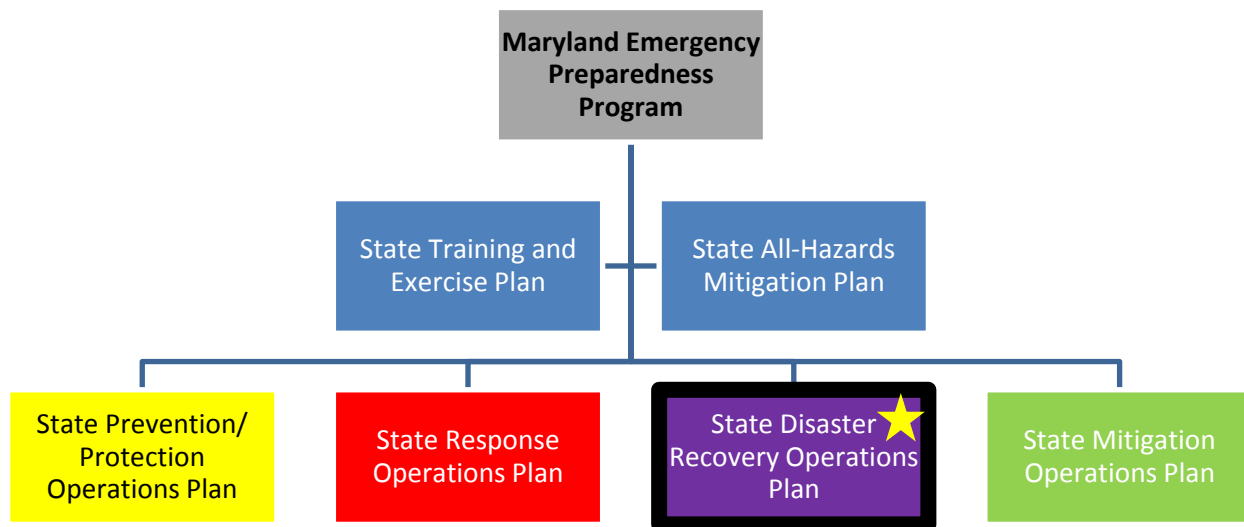 Maryland Emergency
Preparedness
Program
State Training and
Exercise Plan
State All-Hazards
Mitigation Plan
State Prevention/
Protection
Operations Plan
State Response
Operations Plan
State Disaster
Recovery Operations
Plan
State Mitigation
Operations Plan